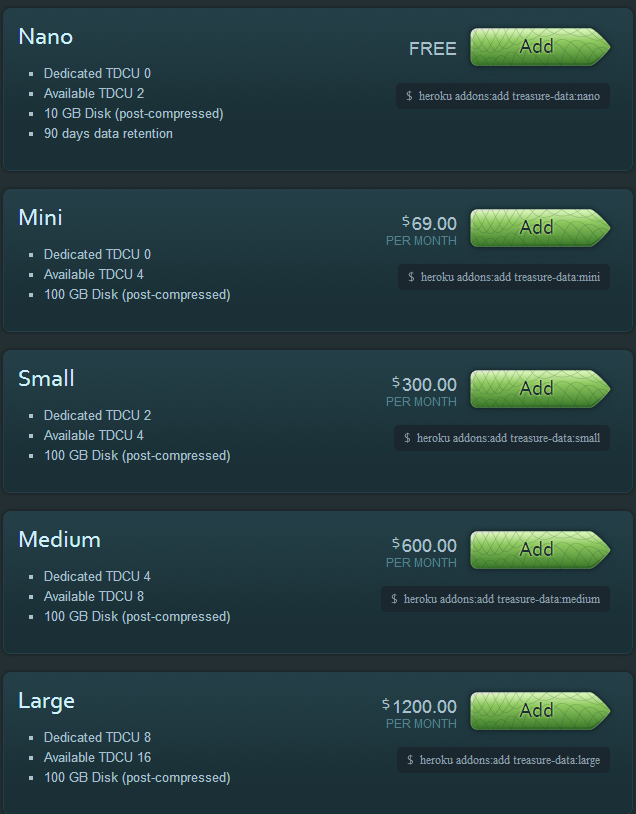 Nano
FREE
Add
Dedicated TDCU 0
Available TDCU 2
10 GB Disk (post-compressed)
90 days data retention
$ heroku addons:add treasure-data:nano
Mini
$69.00
PER MONTH
Add
Dedicated TDCU 0
Available TDCU 4
100 GB Disk (post-compressed)
$ heroku addons:add treasure-data:mini
Small
$300.00
PER MONTH
Add
Dedicated TDCU 2
Available TDCU 4
100 GB Disk (post-compressed)
$ heroku addons:add treasure-data:small
Medium
$600.00
PER MONTH
Add
Dedicated TDCU 4
Available TDCU 8
100 GB Disk (post-compressed)
$ heroku addons:add treasure-data:medium
Large
$1200.00
PER MONTH
Add
Dedicated TDCU 8
Available TDCU 16
100 GB Disk (post-compressed)
$ heroku addons:add treasure-data:large